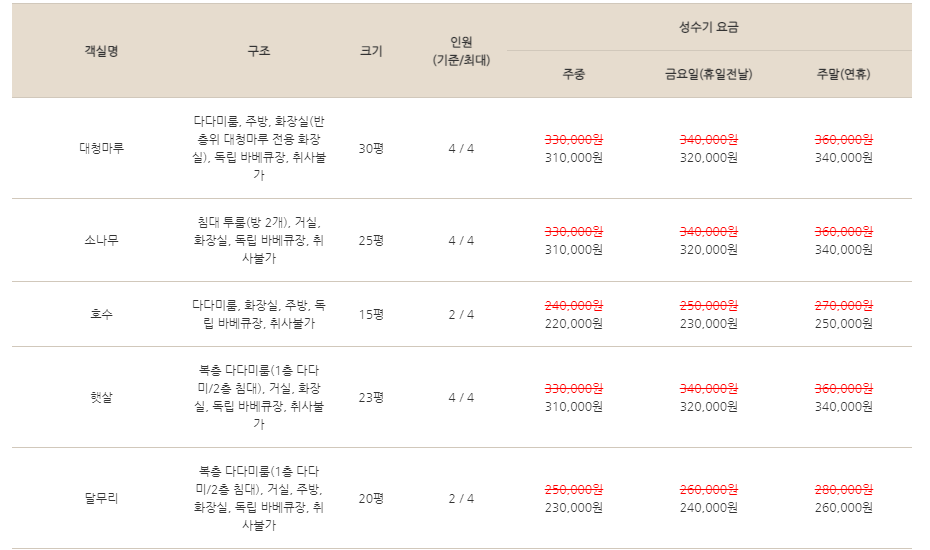 객실명 구조 크기 인원 (기준/최대) 성수기 요금
주중 금요일(휴일전날) 주말(연휴)
대청마루
다다미룸, 주방, 화장실(반
층위 대청마루 전용 화장
실), 독립 바베큐장, 취사불
가
30평
4 / 4
330,000원 340,000원 360,000원
310,000원 320,000원 340,000원
소나무
침대 투룸(방 2개), 거실,
화장실, 독립 바베큐장, 취
사불가
25평
4 / 4
330,000원 340,000원 360,000원
310,000원 320,000원 340,000원
호수
다다미룸, 화장실, 주방, 독
립 바베큐장, 취사불가
15평
2 / 4
240,000원 250,000원 270,000원
220,000원 230,000원 250,000원
햇살
복층 다다미룸(1층 다다
미/2층 침대), 거실, 화장
실, 독립 바베큐장, 취사불
가
23평
4 / 4
330,000원 340,000원 360,000원
310,000원 320,000원 340,000원
달무리
복층 다다미룸(1층 다다
미/2층 침대), 거실, 주방,
화장실, 독립 바베큐장, 취
사불가
20평
2 / 4
250,000원 260,000원 280,000원
230,000원 240,000원 260,000원